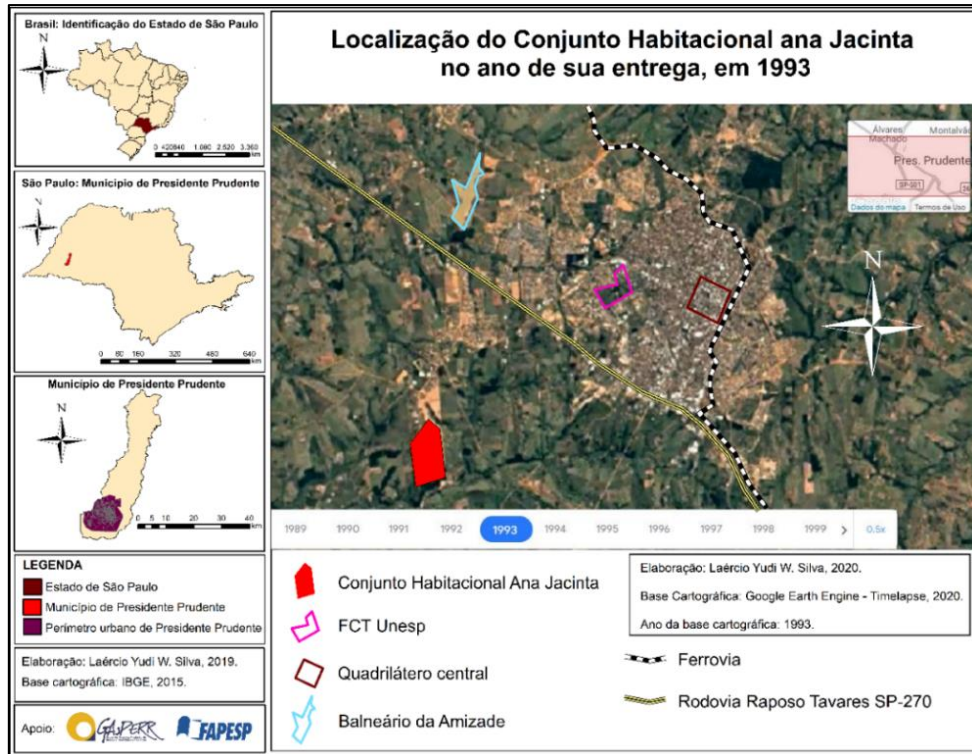 Brasil: Identificação do Estado de São Paulo
N
0 420840 1.680 2.520 3.360
km
São Paulo: Município de Presidente Prudente
0 80 160 320 480 640
km
Município de Presidente Prudente
N
0 5 10 20 30 40
km
LEGENDA
Estado de São Paulo
Município de Presidente Prudente
Perímetro urbano de Presidente Prudente
Elaboração: Laércio Yudi W. Silva, 2019.
Base cartográfica: IBGE, 2015.
Apoio: GAsPERR FAPESP
Localização do Conjunto Habitacional ana Jacinta
no ano de sua entrega, em 1993
Álvares Montalvão
Machado
Pres. Prudente
Dados do mapa Termos de Uso
1989 1990 1991 1992 1993 1994 1995 1996 1997 1998 1999 0.5x
Conjunto Habitacional Ana Jacinta
FCT Unesp
Quadrilátero central
Balneário da Amizade
Elaboração: Laércio Yudi W. Silva, 2020.
Base Cartográfica: Google Earth Engine - Timelapse, 2020.
Ano da base cartográfica: 1993.
Ferrovia
Rodovia Raposo Tavares SP-270